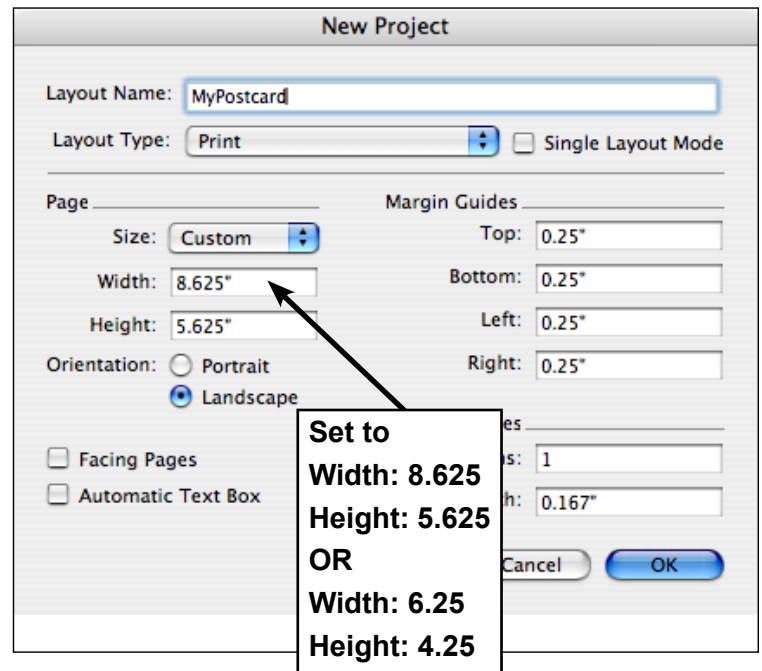 New Project
Layout Name: MyPostcard
Layout Type: Print Single Layout Mode
Page
Size: Custom
Width: 8.625"
Height: 5.625"
Orientation: Portrait
Landscape
Facing Pages
Automatic Text Box
Margin Guides
Top: 0.25"
Bottom: 0.25"
Left: 0.25"
Right: 0.25"
es
ns: 1
th: 0.167"
Cancel OK
Set to
Width: 8.625
Height: 5.625
OR
Width: 6.25
Height: 4.25